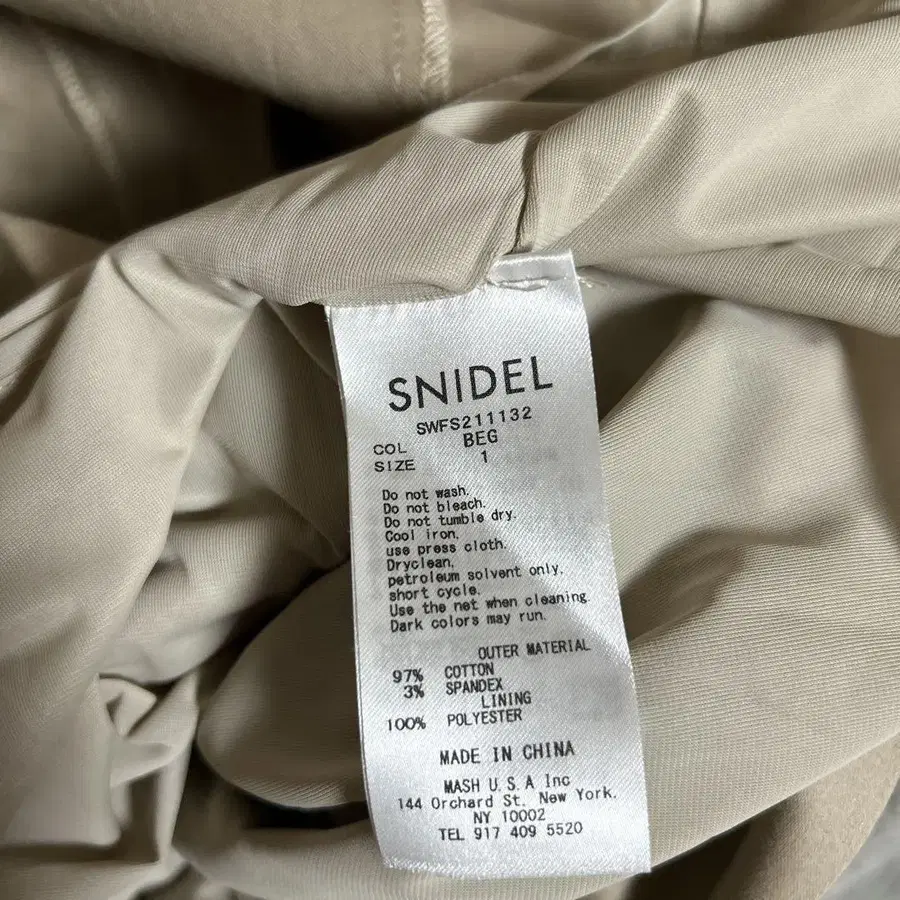 SNIDEL
SWFS211132
COL BEG
SIZE 1
Do not wash.
Do not bleach.
Do not tumble dry.
Cool iron,
use press cloth.
Dryclean,
petroleum solvent only,
short cycle.
Use the net when cleaning
Dark colors may run.
OUTER MATERIAL
97% COTTON
3% SPANDEX
LINING
100% POLYESTER
MADE IN CHINA
MASH U.S.A Inc
144 Orchard St. New York.
NY 10002
TEL 917 409 5520